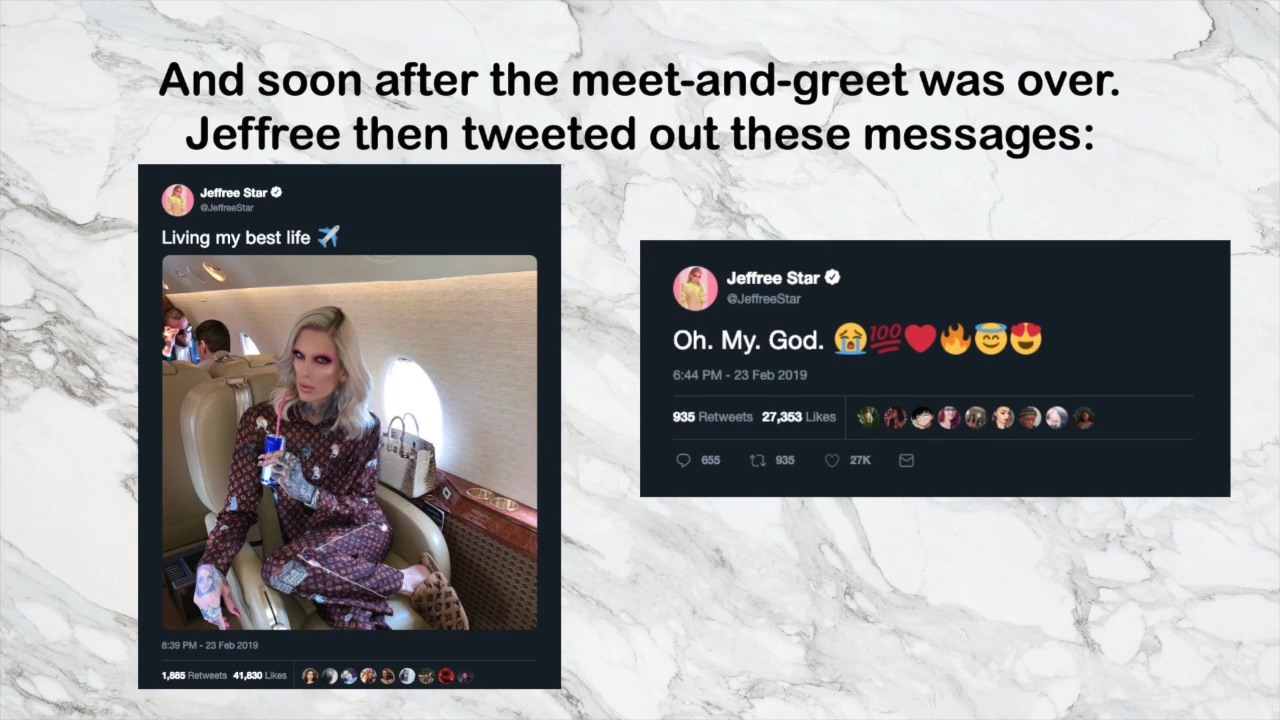 And soon after the meet-and-greet was over.
Jeffree then tweeted out these messages:
Jeffree Star
@JeffreeStar
Living my best life ✈️
8:39 PM - 23 Feb 2019
1,885 Retweets 41,830 Likes
Jeffree Star
@JeffreeStar
Oh. My. God. 😭💯❤️🔥😇😍
6:44 PM - 23 Feb 2019
935 Retweets 27,353 Likes
655 935 27K